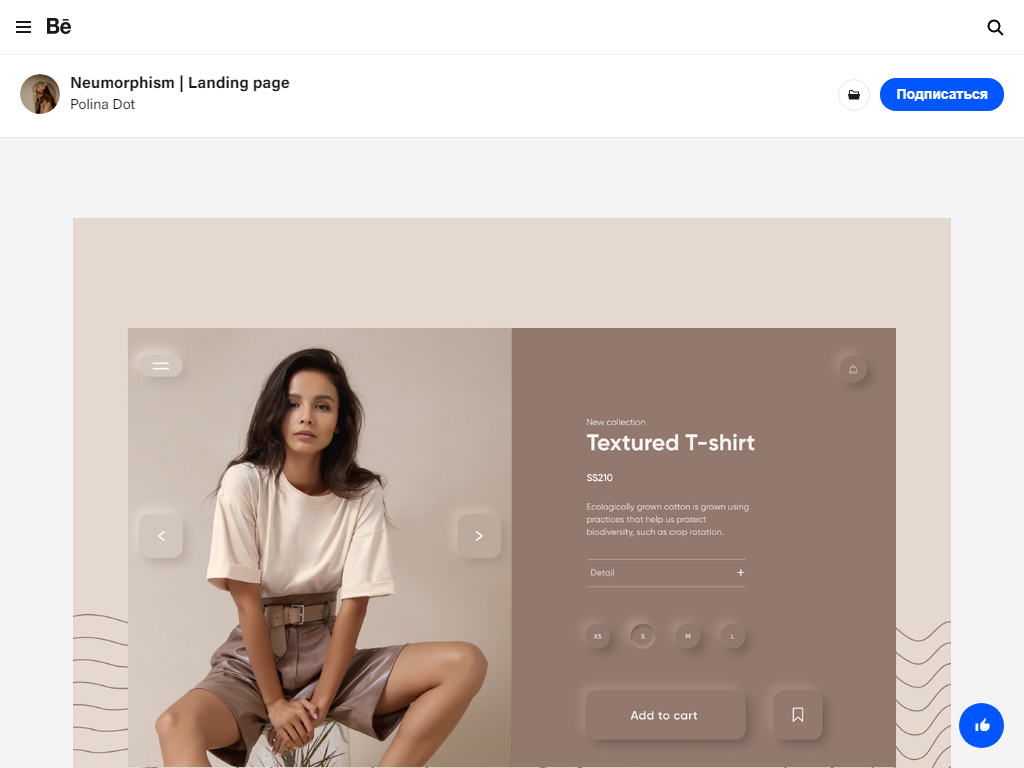 Bē
Neumorphism | Landing page
Polina Dot
Подписаться
New collection
Textured T-shirt
SS210
Ecologically grown cotton is grown using
practices that help us protect
biodiversity, such as crop rotation.
Detail +
XS S M L
Add to cart